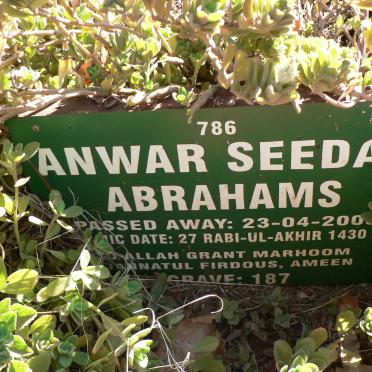 786
ANWAR SEEDA
ABRAHAMS
PASSED AWAY: 23-04-200
IC DATE: 27 RABI-UL-AKHIR 1430
ALLAH GRANT MARHOOM
JANNATUL FIRDOUS, AMEEN
GRAVE: 187